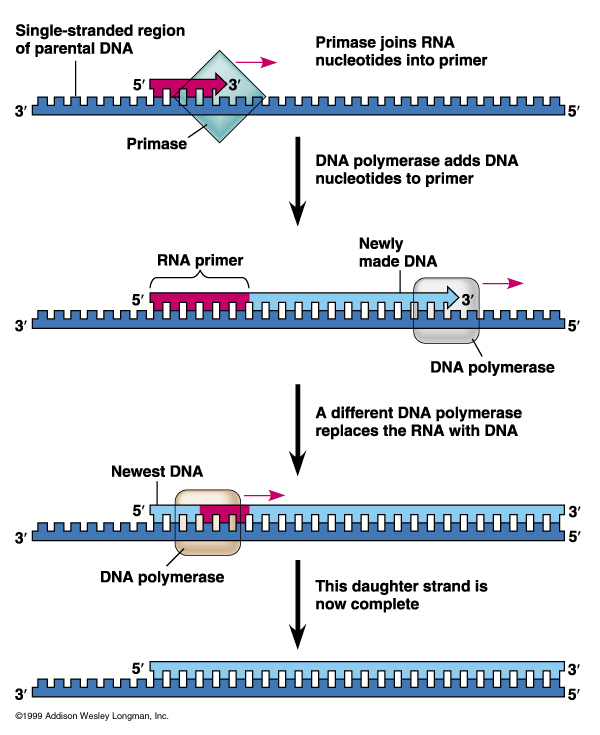 Single-stranded region
of parental DNA
Primase joins RNA
nucleotides into primer
5′ 3′
3′ 5′
Primase
DNA polymerase adds DNA
nucleotides to primer
Newly
made DNA
RNA primer
5′ 3′
3′ 5′
DNA polymerase
A different DNA polymerase
replaces the RNA with DNA
Newest DNA
5′ 3′
3′ 5′
DNA polymerase
This daughter strand is
now complete
5′ 3′
3′ 5′
©1999 Addison Wesley Longman, Inc.